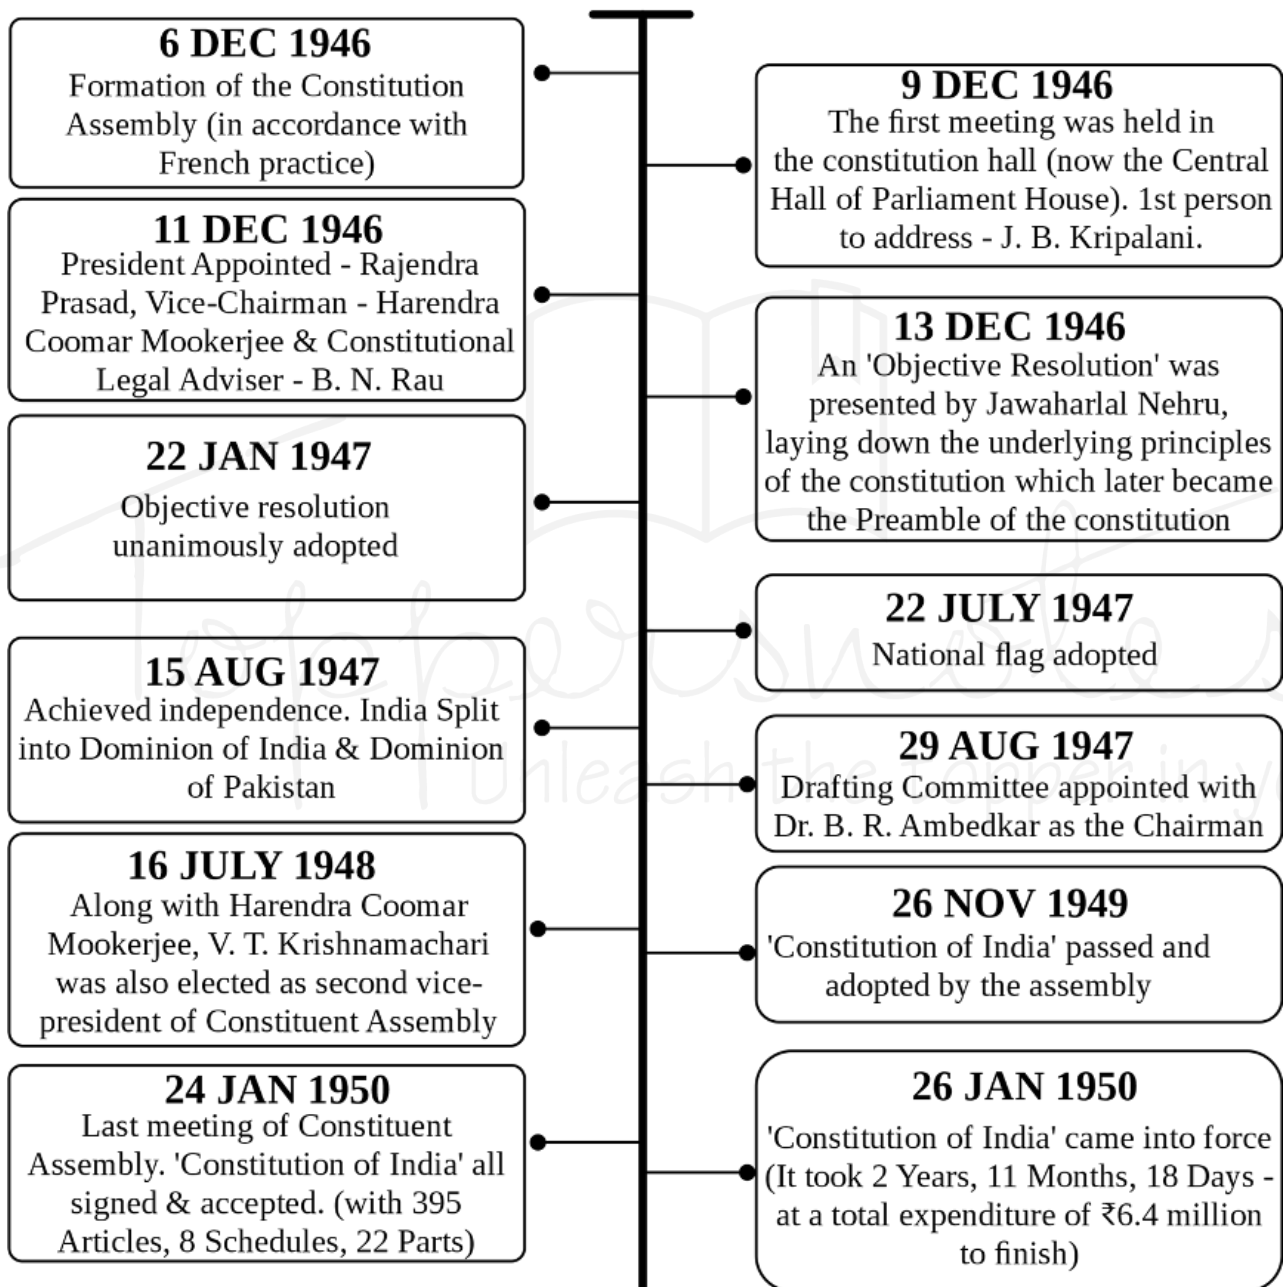 6 DEC 1946
Formation of the Constitution
Assembly (in accordance with
French practice)
9 DEC 1946
The first meeting was held in
the constitution hall (now the Central
Hall of Parliament House). 1st person
to address - J. B. Kripalani.
11 DEC 1946
President Appointed - Rajendra
Prasad, Vice-Chairman - Harendra
Coomar Mookerjee & Constitutional
Legal Adviser - B. N. Rau
13 DEC 1946
An 'Objective Resolution' was
presented by Jawaharlal Nehru,
laying down the underlying principles
of the constitution which later became
the Preamble of the constitution
22 JAN 1947
Objective resolution
unanimously adopted
22 JULY 1947
National flag adopted
15 AUG 1947
Achieved independence. India Split
into Dominion of India & Dominion
of Pakistan
29 AUG 1947
Drafting Committee appointed with
Dr. B. R. Ambedkar as the Chairman
16 JULY 1948
Along with Harendra Coomar
Mookerjee, V. T. Krishnamachari
was also elected as second vice-
president of Constituent Assembly
26 NOV 1949
'Constitution of India' passed and
adopted by the assembly
24 JAN 1950
Last meeting of Constituent
Assembly. 'Constitution of India' all
signed & accepted. (with 395
Articles, 8 Schedules, 22 Parts)
26 JAN 1950
'Constitution of India' came into force
(It took 2 Years, 11 Months, 18 Days -
at a total expenditure of ₹6.4 million
to finish)
Toppersnotes
Unleash the topper in y